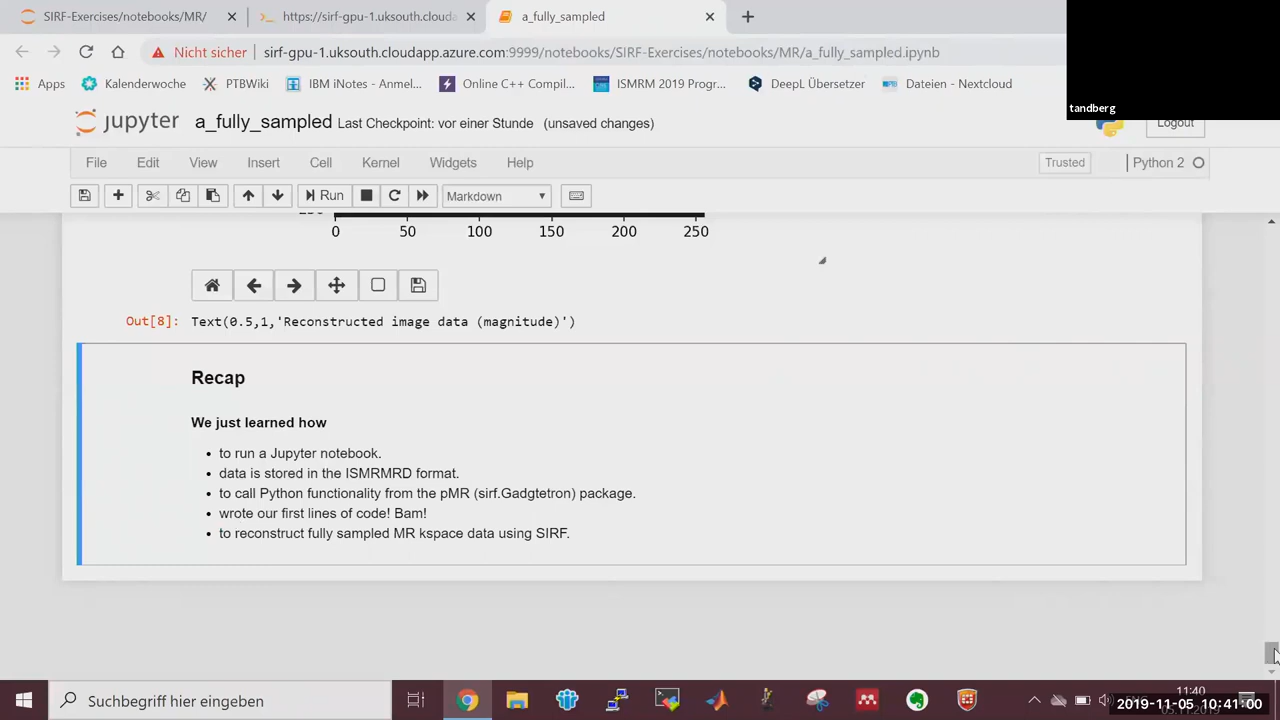 SIRF-Exercises/notebooks/MR/
https://sirf-gpu-1.uksouth.clouda
a_fully_sampled
Nicht sicher
sirf-gpu-1.uksouth.cloudapp.azure.com:9999/notebooks/SIRF-Exercises/notebooks/MR/a_fully_sampled.ipynb
Apps
Kalenderwoche
PTBWiki
IBM iNotes - Anmel...
Online C++ Compil...
ISMRM 2019 Progr...
DeepL Übersetzer
Dateien - Nextcloud
tandberg
jupyter a_fully_sampled Last Checkpoint: vor einer Stunde (unsaved changes)
Logout
File Edit View Insert Cell Kernel Widgets Help
Trusted
Python 2
Run
Markdown
0 50 100 150 200 250
Out[8]: Text(0.5,1,'Reconstructed image data (magnitude)')
Recap
We just learned how
• to run a Jupyter notebook.
• data is stored in the ISMRMRD format.
• to call Python functionality from the pMR (sirf.Gadgtetron) package.
• wrote our first lines of code! Bam!
• to reconstruct fully sampled MR kspace data using SIRF.
Suchbegriff hier eingeben
11:40
2019-11-05 10:41:00